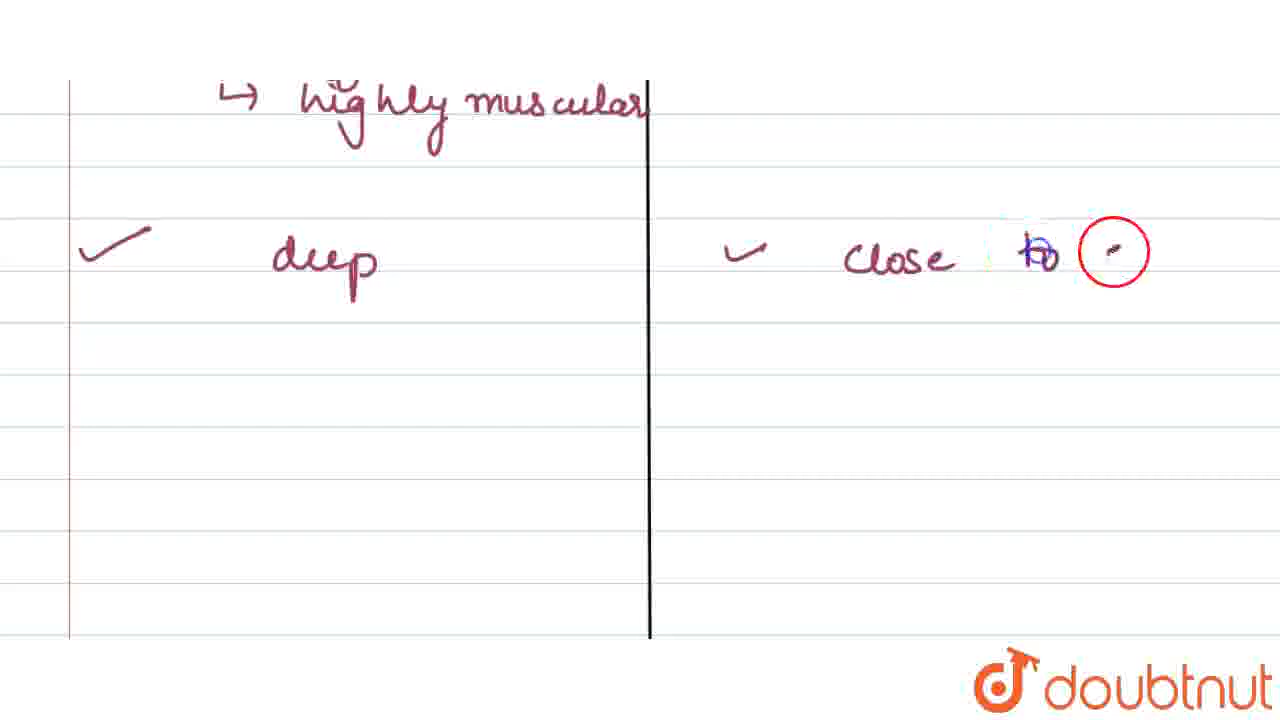 ↳ highly muscular
✓ deep
✓ close to
doubtnut